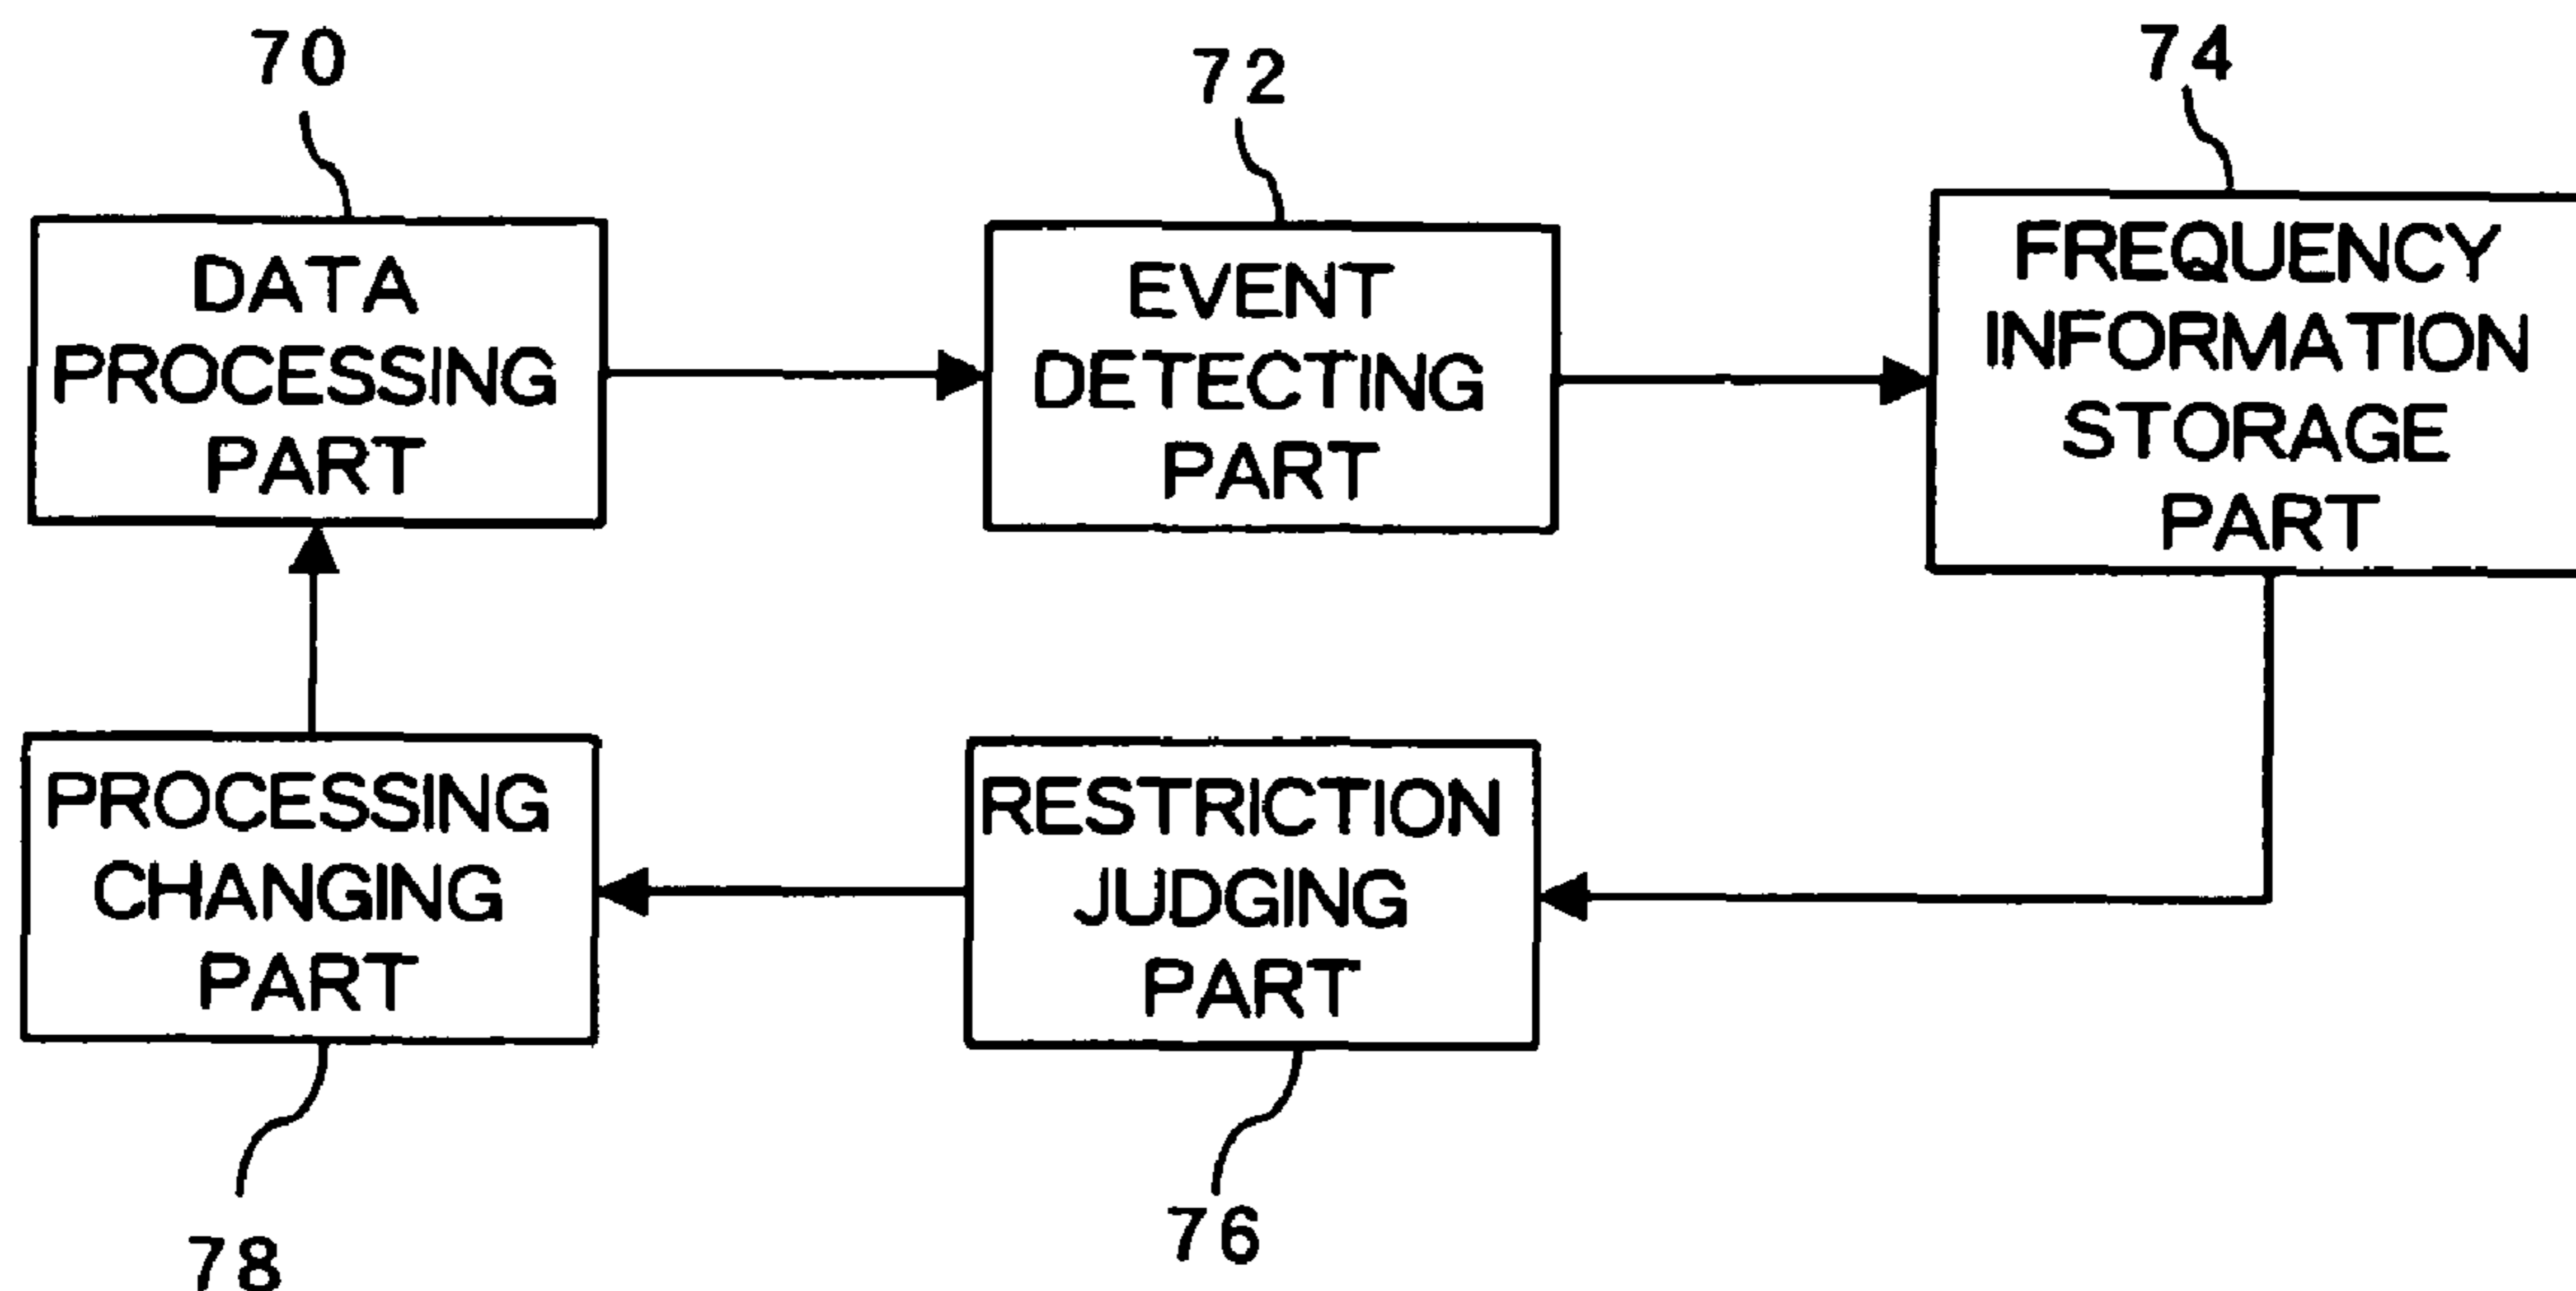 70
72
74
DATA
PROCESSING
PART
EVENT
DETECTING
PART
FREQUENCY
INFORMATION
STORAGE
PART
PROCESSING
CHANGING
PART
RESTRICTION
JUDGING
PART
78
76